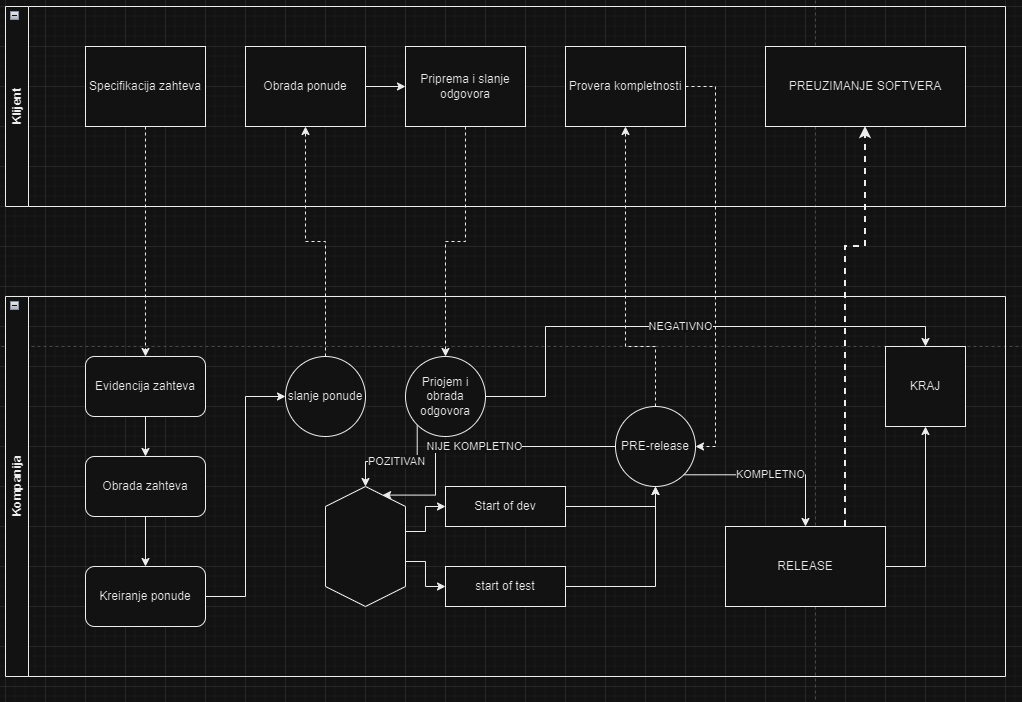 Klijent
Specifikacija zahteva
Obrada ponude
Priprema i slanje
odgovora
Provera kompletnosti
PREUZIMANJE SOFTVERA
Kompanija
NEGATIVNO
Evidencija zahteva
slanje ponude
Priojem i
obrada
odgovora
KRAJ
NIJE KOMPLETNO
PRE-release
POZITIVAN
KOMPLETNO
Obrada zahteva
Start of dev
RELEASE
Kreiranje ponude
start of test